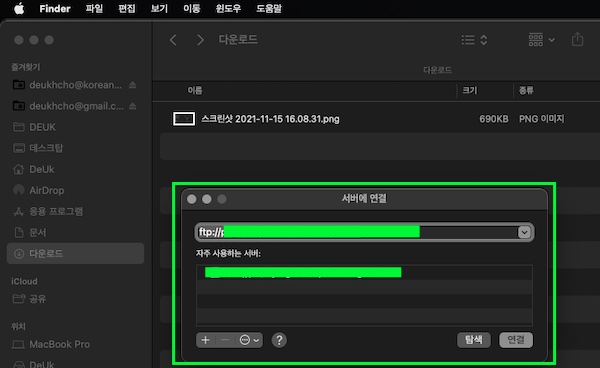 Finder 파일 편집 보기 이동 윈도우 도움말
다운로드
다운로드
이름 크기 종류
스크린샷 2021-11-15 16.08.31.png 690KB PNG 이미지
즐겨찾기
deukhcho@korean...
deukhcho@gmail.c...
DEUK
데스크탑
DeUk
AirDrop
응용 프로그램
문서
다운로드
iCloud
공유
위치
MacBook Pro
DeUk
서버에 연결
ftp://
자주 사용하는 서버:
+ − ?
탐색 연결